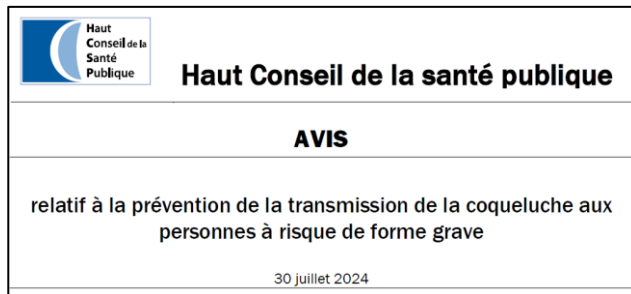 Haut
Conseil de la
Santé
Publique
Haut Conseil de la santé publique
AVIS
relatif à la prévention de la transmission de la coqueluche aux
personnes à risque de forme grave
30 juillet 2024